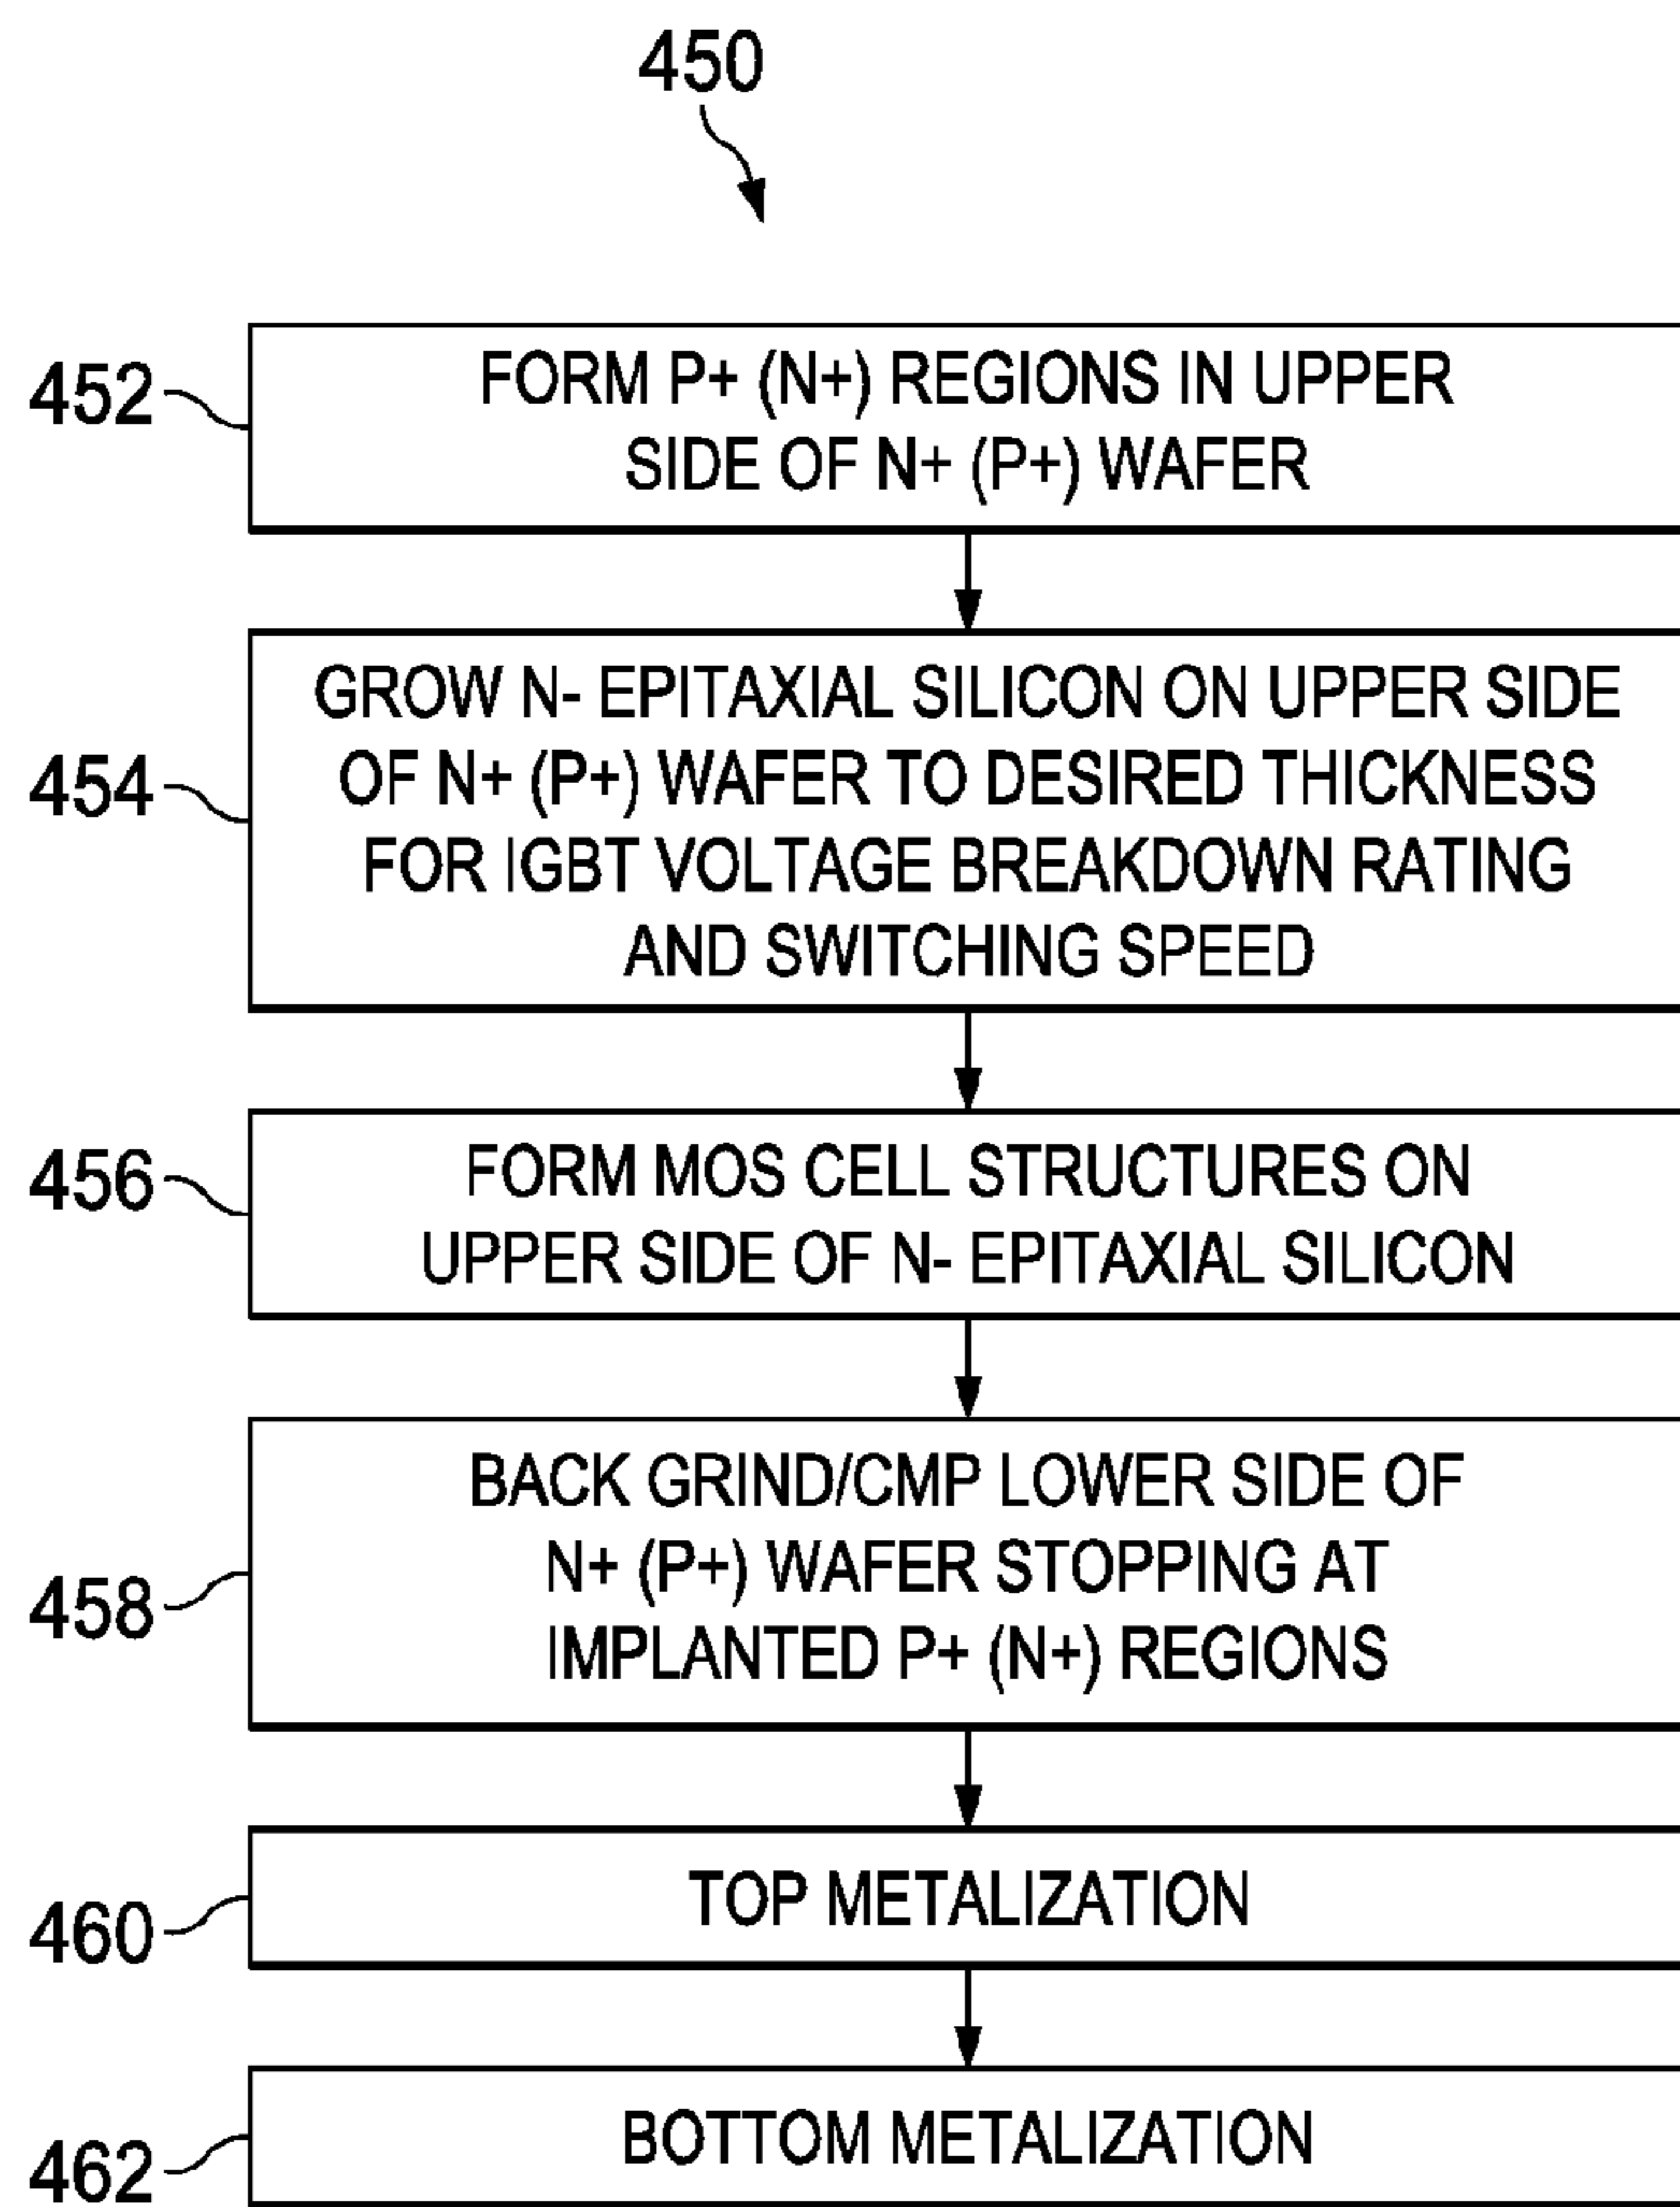 450
452
FORM P+ (N+) REGIONS IN UPPER
SIDE OF N+ (P+) WAFER
454
GROW N- EPITAXIAL SILICON ON UPPER SIDE
OF N+ (P+) WAFER TO DESIRED THICKNESS
FOR IGBT VOLTAGE BREAKDOWN RATING
AND SWITCHING SPEED
456
FORM MOS CELL STRUCTURES ON
UPPER SIDE OF N- EPITAXIAL SILICON
458
BACK GRIND/CMP LOWER SIDE OF
N+ (P+) WAFER STOPPING AT
IMPLANTED P+ (N+) REGIONS
460
TOP METALIZATION
462
BOTTOM METALIZATION